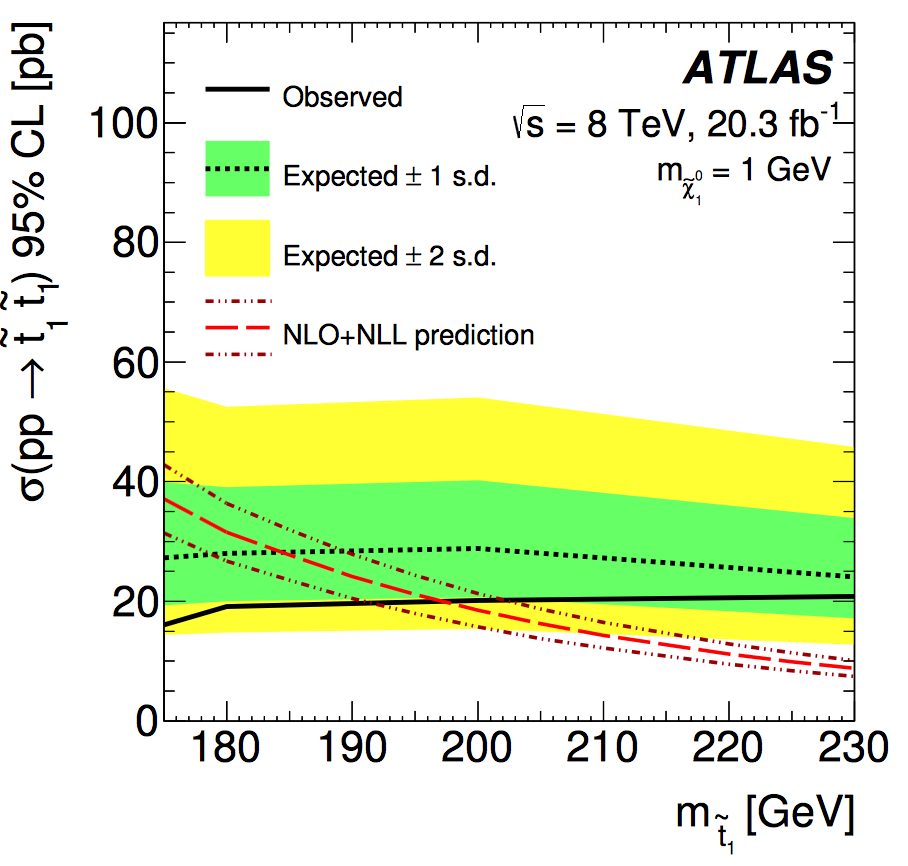 σ(pp → t̃₁ t̃₁) 95% CL [pb]
ATLAS
√s = 8 TeV, 20.3 fb⁻¹
m_χ̃₁⁰ = 1 GeV
Observed
Expected ± 1 s.d.
Expected ± 2 s.d.
NLO+NLL prediction
100
80
60
40
20
0
180 190 200 210 220 230
m_t̃₁ [GeV]